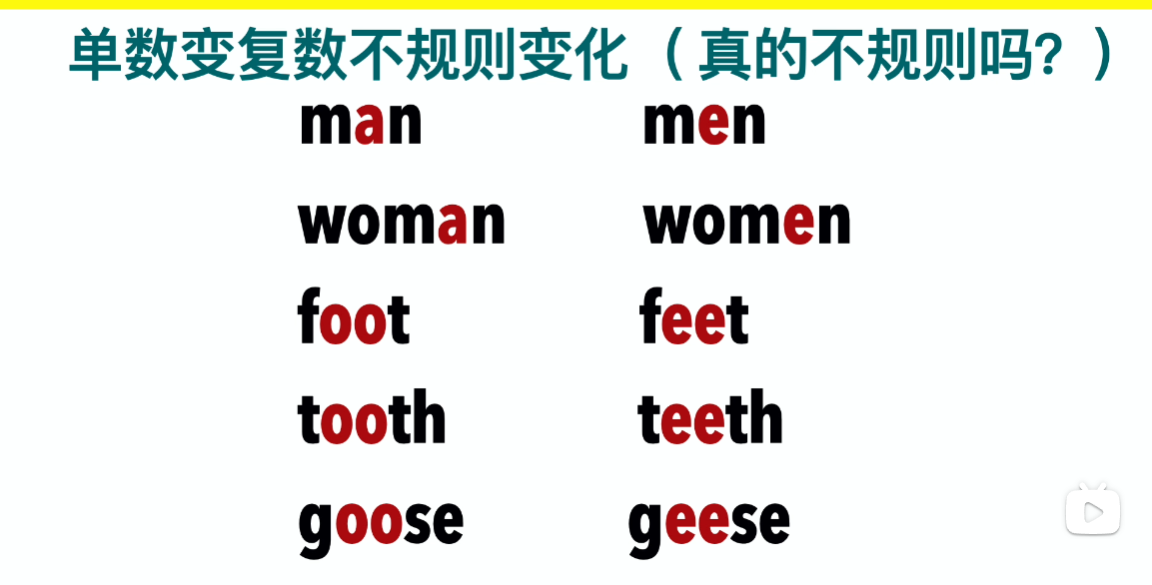 单数变复数不规则变化（真的不规则吗？）
man men
woman women
foot feet
tooth teeth
goose geese